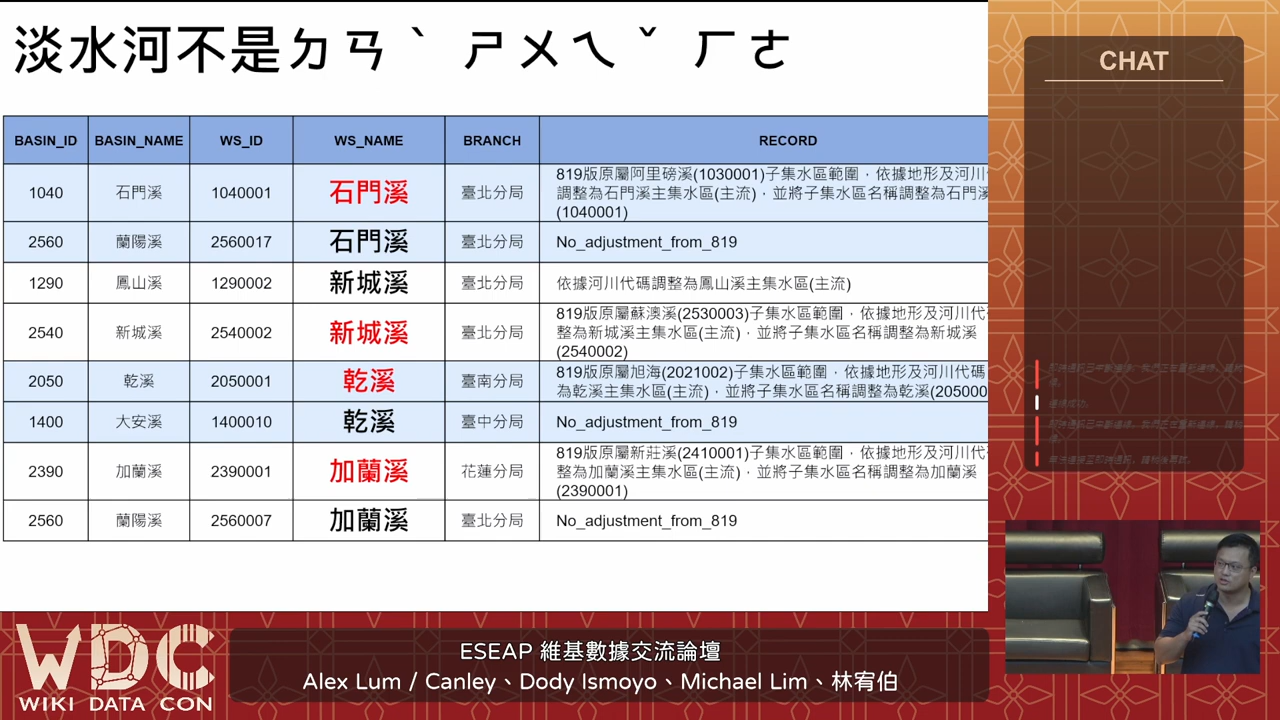 淡水河不是ㄉㄢˋ ㄕㄨㄟˇ ㄏㄜ
BASIN_ID BASIN_NAME WS_ID WS_NAME BRANCH RECORD
1040 石門溪 1040001 石門溪 臺北分局 819版原屬阿里磅溪(1030001)子集水區範圍，依據地形及河川
調整為石門溪主集水區(主流)，並將子集水區名稱調整為石門溪
(1040001)
2560 蘭陽溪 2560017 石門溪 臺北分局 No_adjustment_from_819
1290 鳳山溪 1290002 新城溪 臺北分局 依據河川代碼調整為鳳山溪主集水區(主流)
2540 新城溪 2540002 新城溪 臺北分局 819版原屬蘇澳溪(2530003)子集水區範圍，依據地形及河川代
整為新城溪主集水區(主流)，並將子集水區名稱調整為新城溪
(2540002)
2050 乾溪 2050001 乾溪 臺南分局 819版原屬旭海(2021002)子集水區範圍，依據地形及河川代碼
為乾溪主集水區(主流)，並將子集水區名稱調整為乾溪(205000
1400 大安溪 1400010 乾溪 臺中分局 No_adjustment_from_819
2390 加蘭溪 2390001 加蘭溪 花蓮分局 819版原屬新莊溪(2410001)子集水區範圍，依據地形及河川代
整為加蘭溪主集水區(主流)，並將子集水區名稱調整為加蘭溪
(2390001)
2560 蘭陽溪 2560007 加蘭溪 臺北分局 No_adjustment_from_819
CHAT
連線成功。
WDC
WIKI DATA CON
ESEAP 維基數據交流論壇
Alex Lum / Canley、Dody Ismoyo、Michael Lim、林宥伯